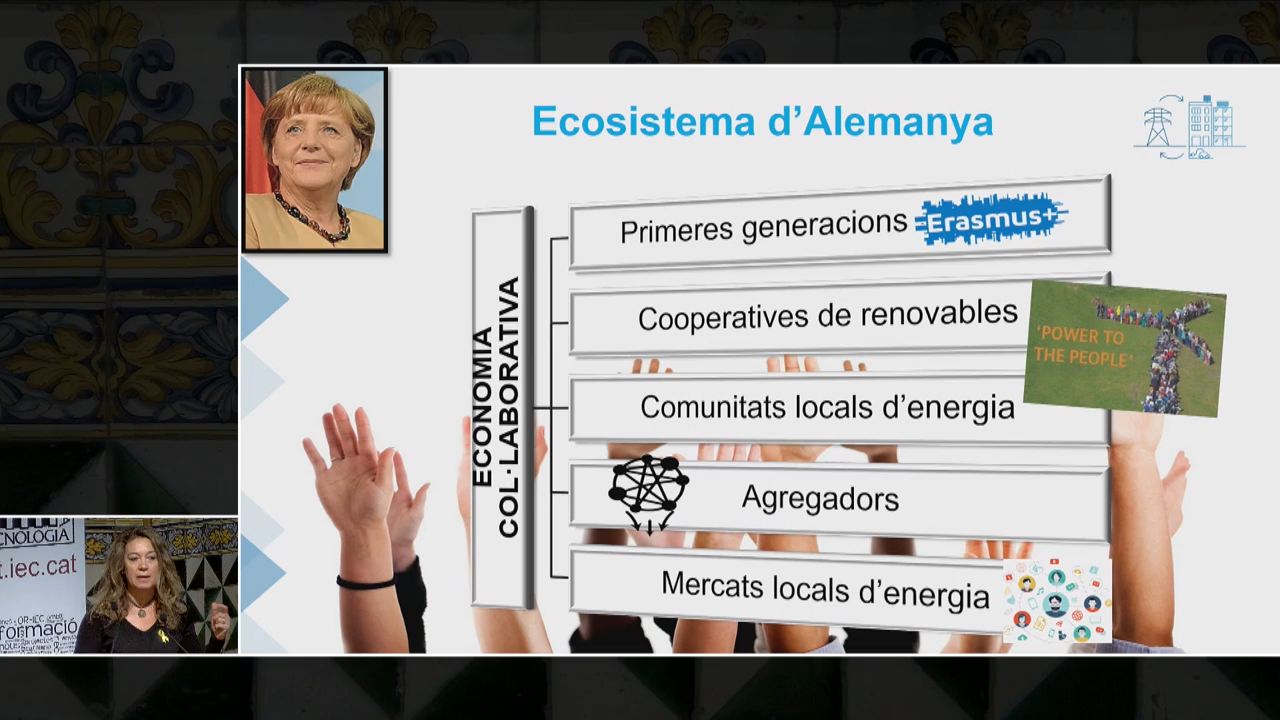 Ecosistema d’Alemanya
ECONOMIA
COL·LABORATIVA
Primeres generacions
Erasmus+
Cooperatives de renovables
‘POWER TO
THE PEOPLE‘
Comunitats locals d’energia
Agregadors
Mercats locals d’energia
CNOLOGIA
t.iec.cat
formació